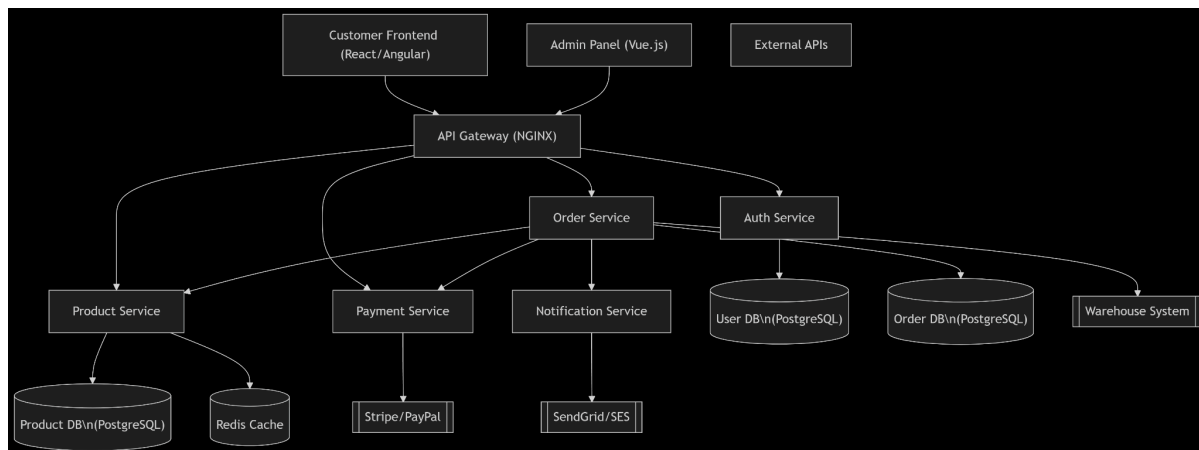 Customer Frontend
(React/Angular)
Admin Panel (Vue.js)
External APIs
API Gateway (NGINX)
Order Service
Auth Service
Product Service
Payment Service
Notification Service
User DB\n(PostgreSQL)
Order DB\n(PostgreSQL)
Warehouse System
Product DB\n(PostgreSQL)
Redis Cache
Stripe/PayPal
SendGrid/SES